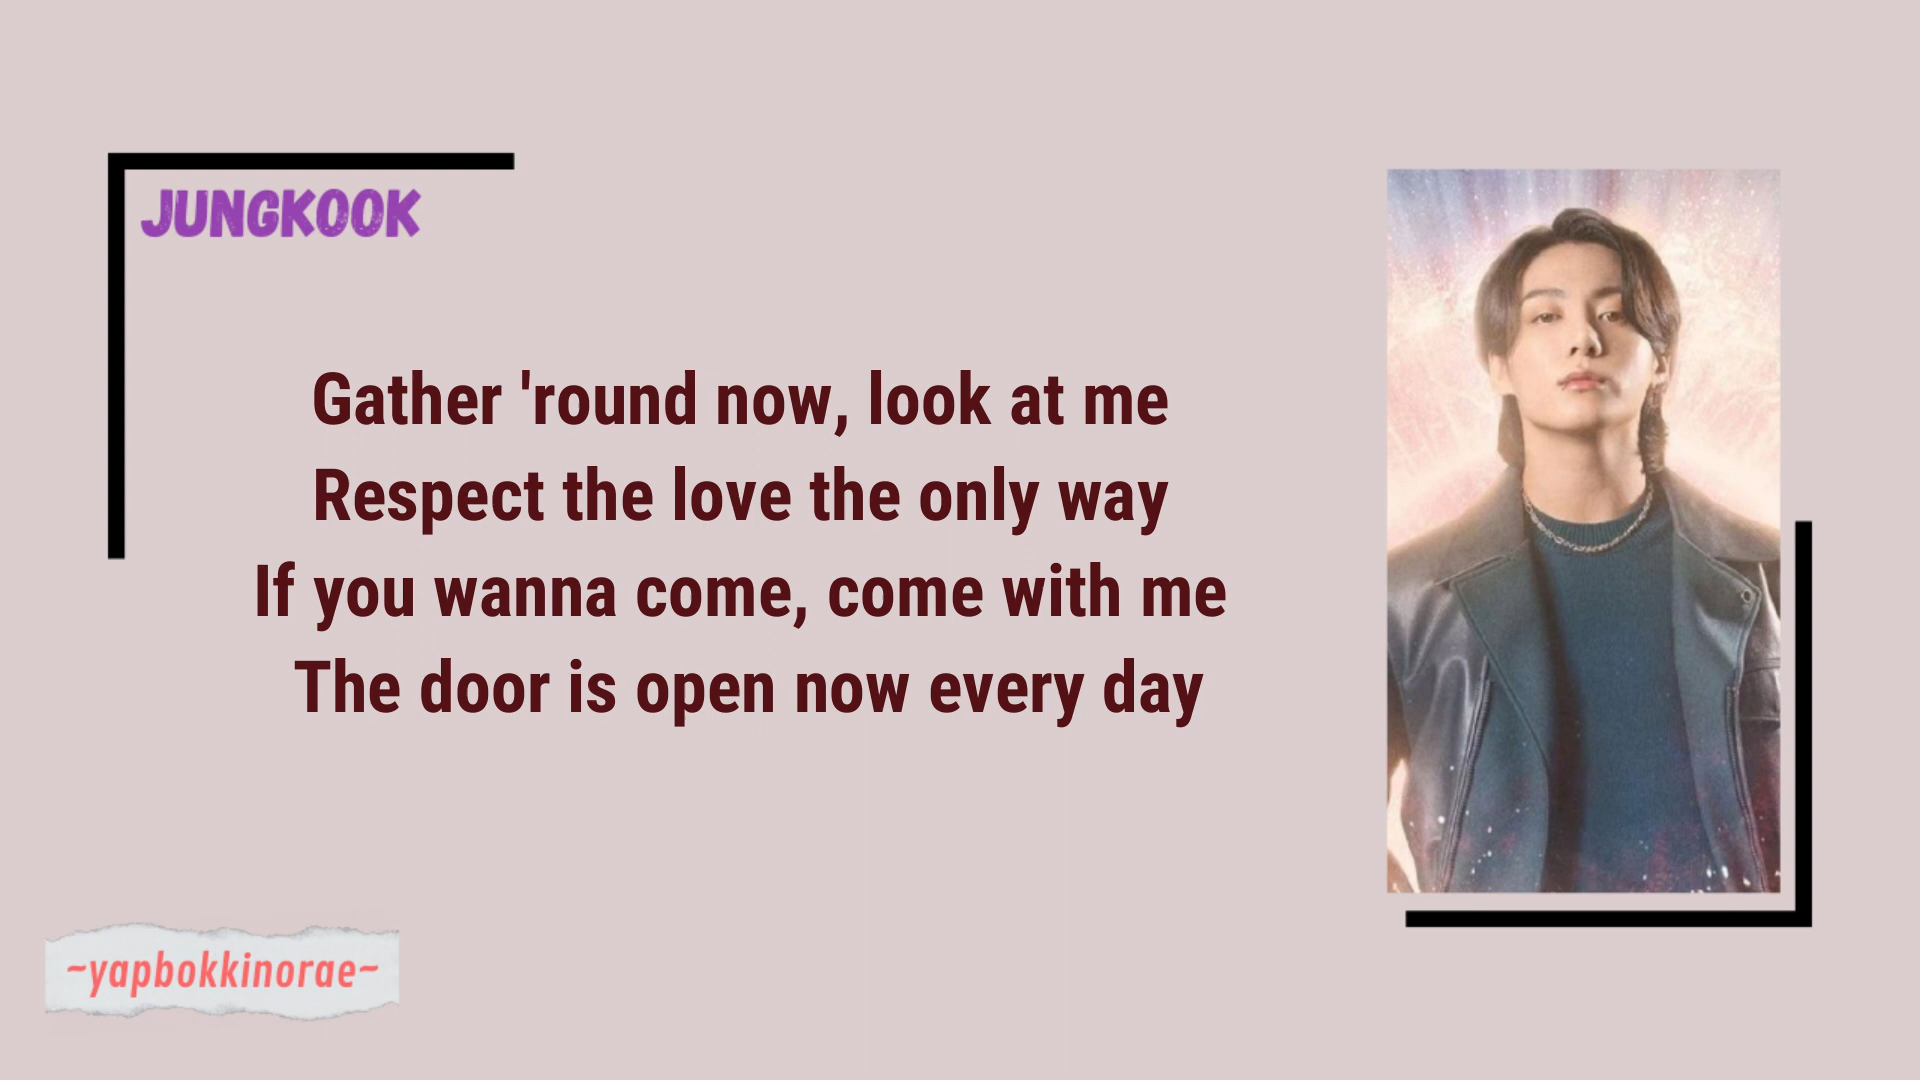 JUNGKOOK
Gather 'round now, look at me
Respect the love the only way
If you wanna come, come with me
The door is open now every day
~yapbokkinorae~